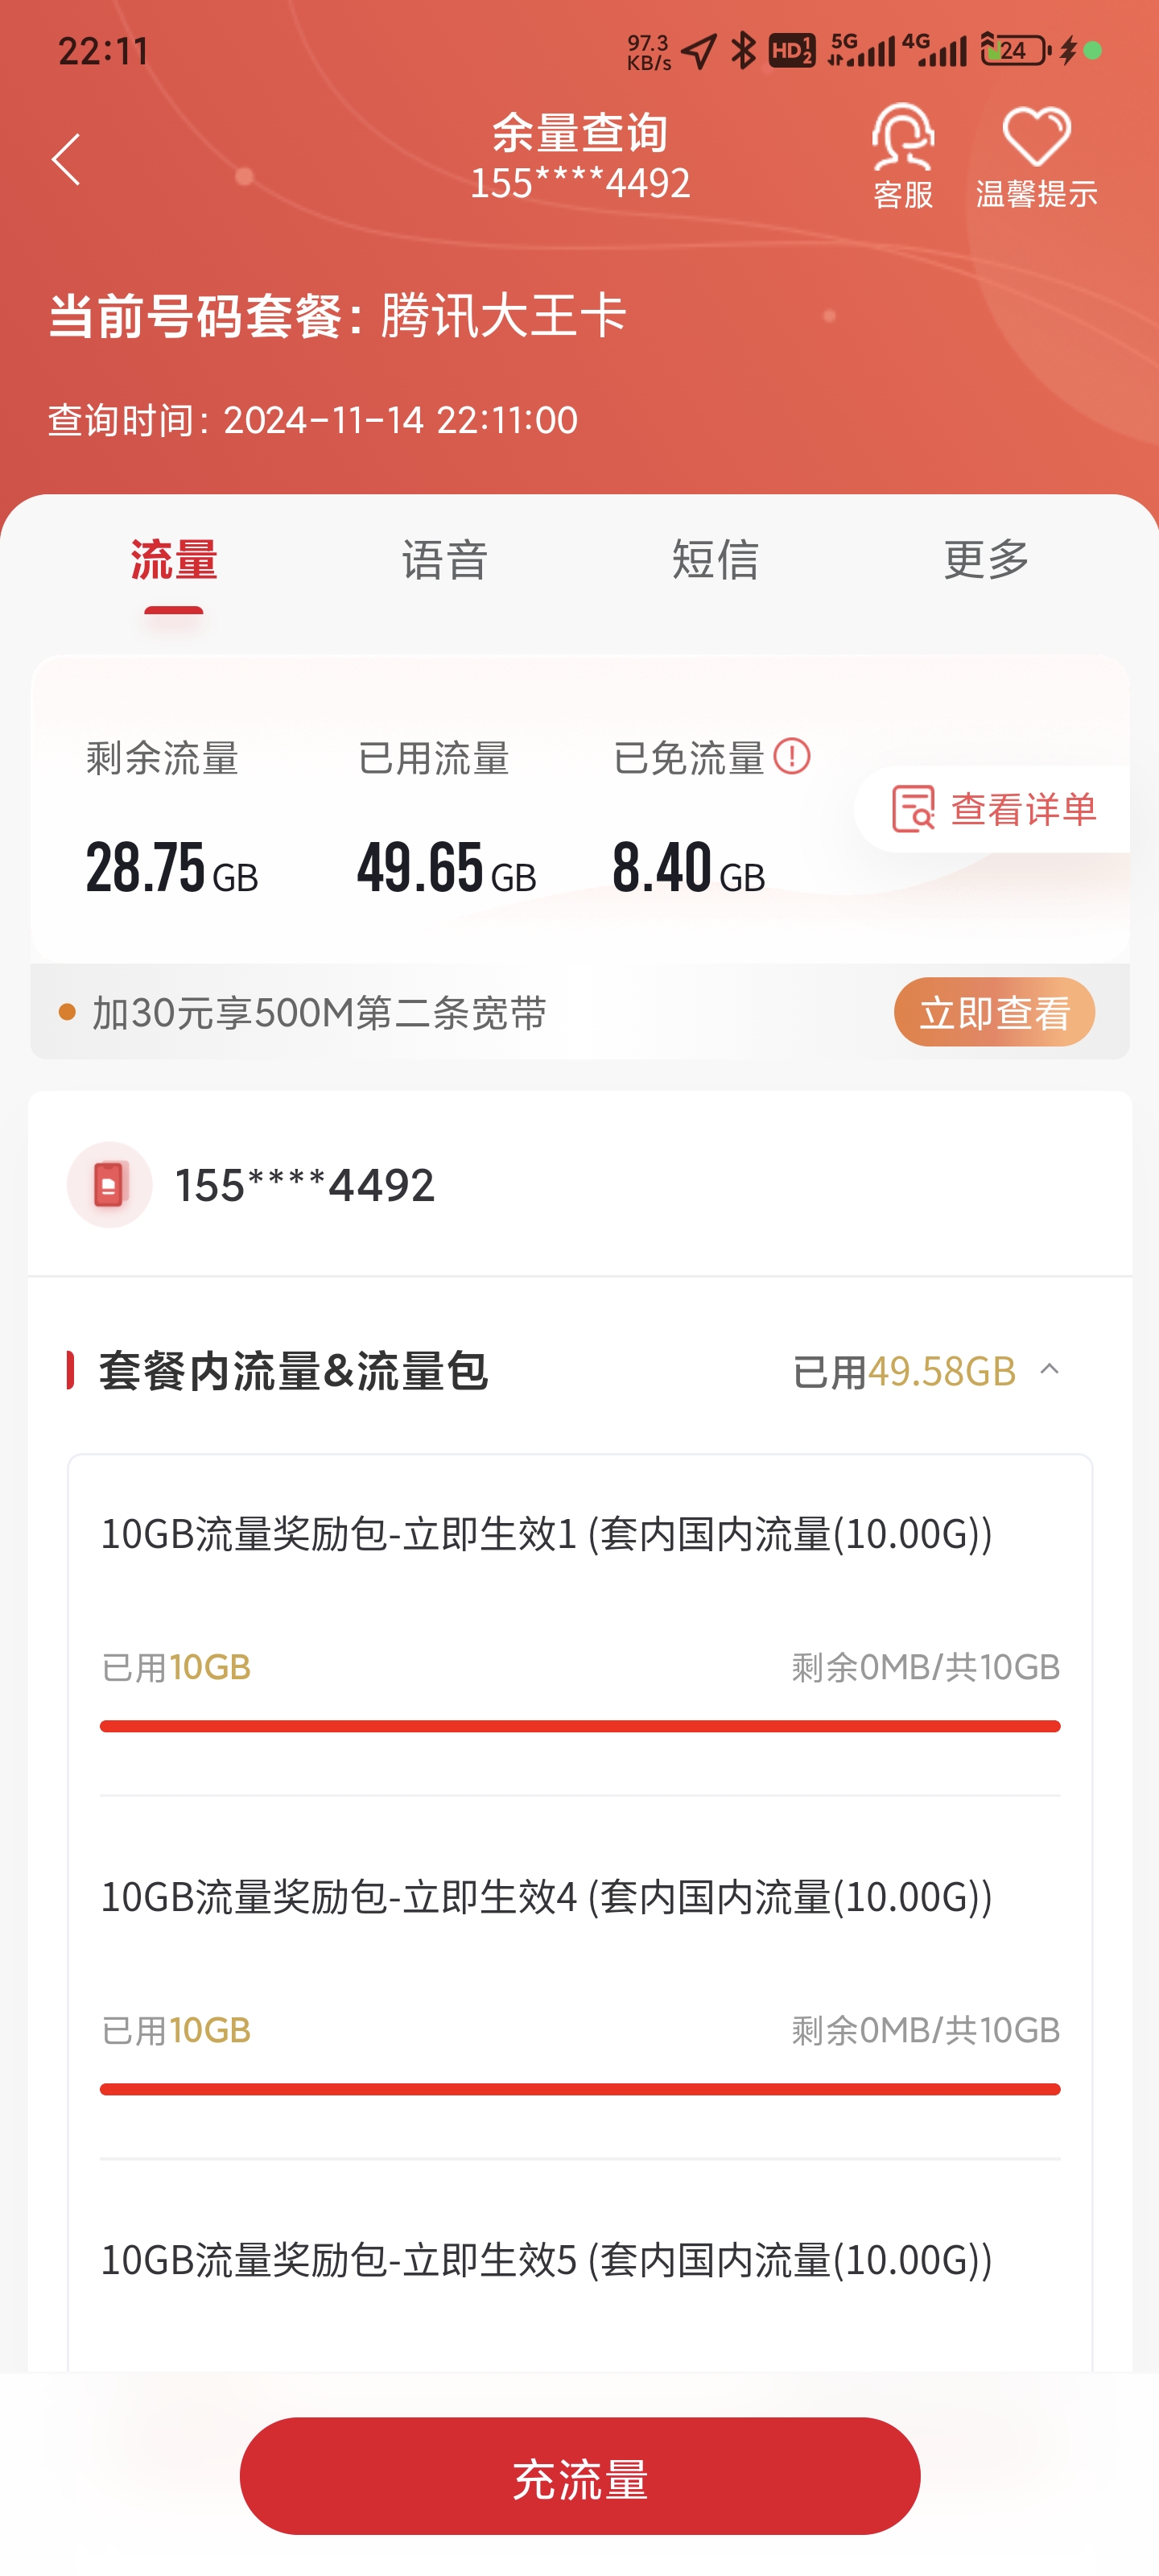 22:11
97.3 KB/s HD 1 2 5G 4G 24
余量查询
155****4492
客服
温馨提示
当前号码套餐：腾讯大王卡
查询时间：2024-11-14 22:11:00
流量 语音 短信 更多
剩余流量 已用流量 已免流量
28.75GB 49.65GB 8.40GB
查看详单
加30元享500M第二条宽带 立即查看
155****4492
套餐内流量&流量包 已用49.58GB
10GB流量奖励包-立即生效1 (套内国内流量(10.00G))
已用10GB 剩余0MB/共10GB
10GB流量奖励包-立即生效4 (套内国内流量(10.00G))
已用10GB 剩余0MB/共10GB
10GB流量奖励包-立即生效5 (套内国内流量(10.00G))
充流量